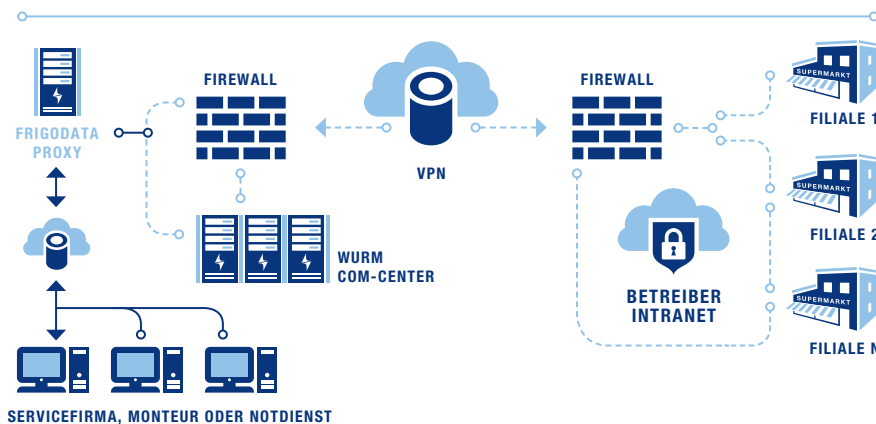 FIREWALL
FIREWALL
SUPERMARKT
FILIALE 1
FRIGODATA
PROXY
VPN
SUPERMARKT
FILIALE 2
WURM
COM-CENTER
BETREIBER
INTRANET
SUPERMARKT
FILIALE N
SERVICEFIRMA, MONTEUR ODER NOTDIENST